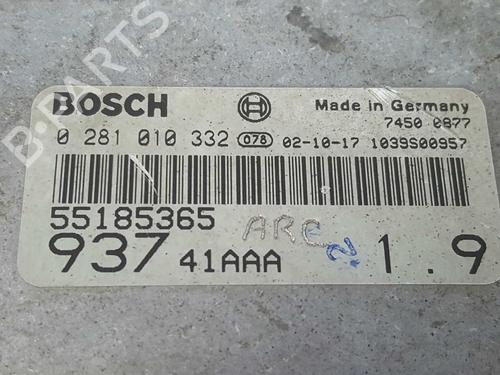 B-PARTS
BOSCH
Made in Germany
7450 0877
0 281 010 332 078 02-10-17 1039S00957
55185365
ARC
937 41AAA 2 1.9